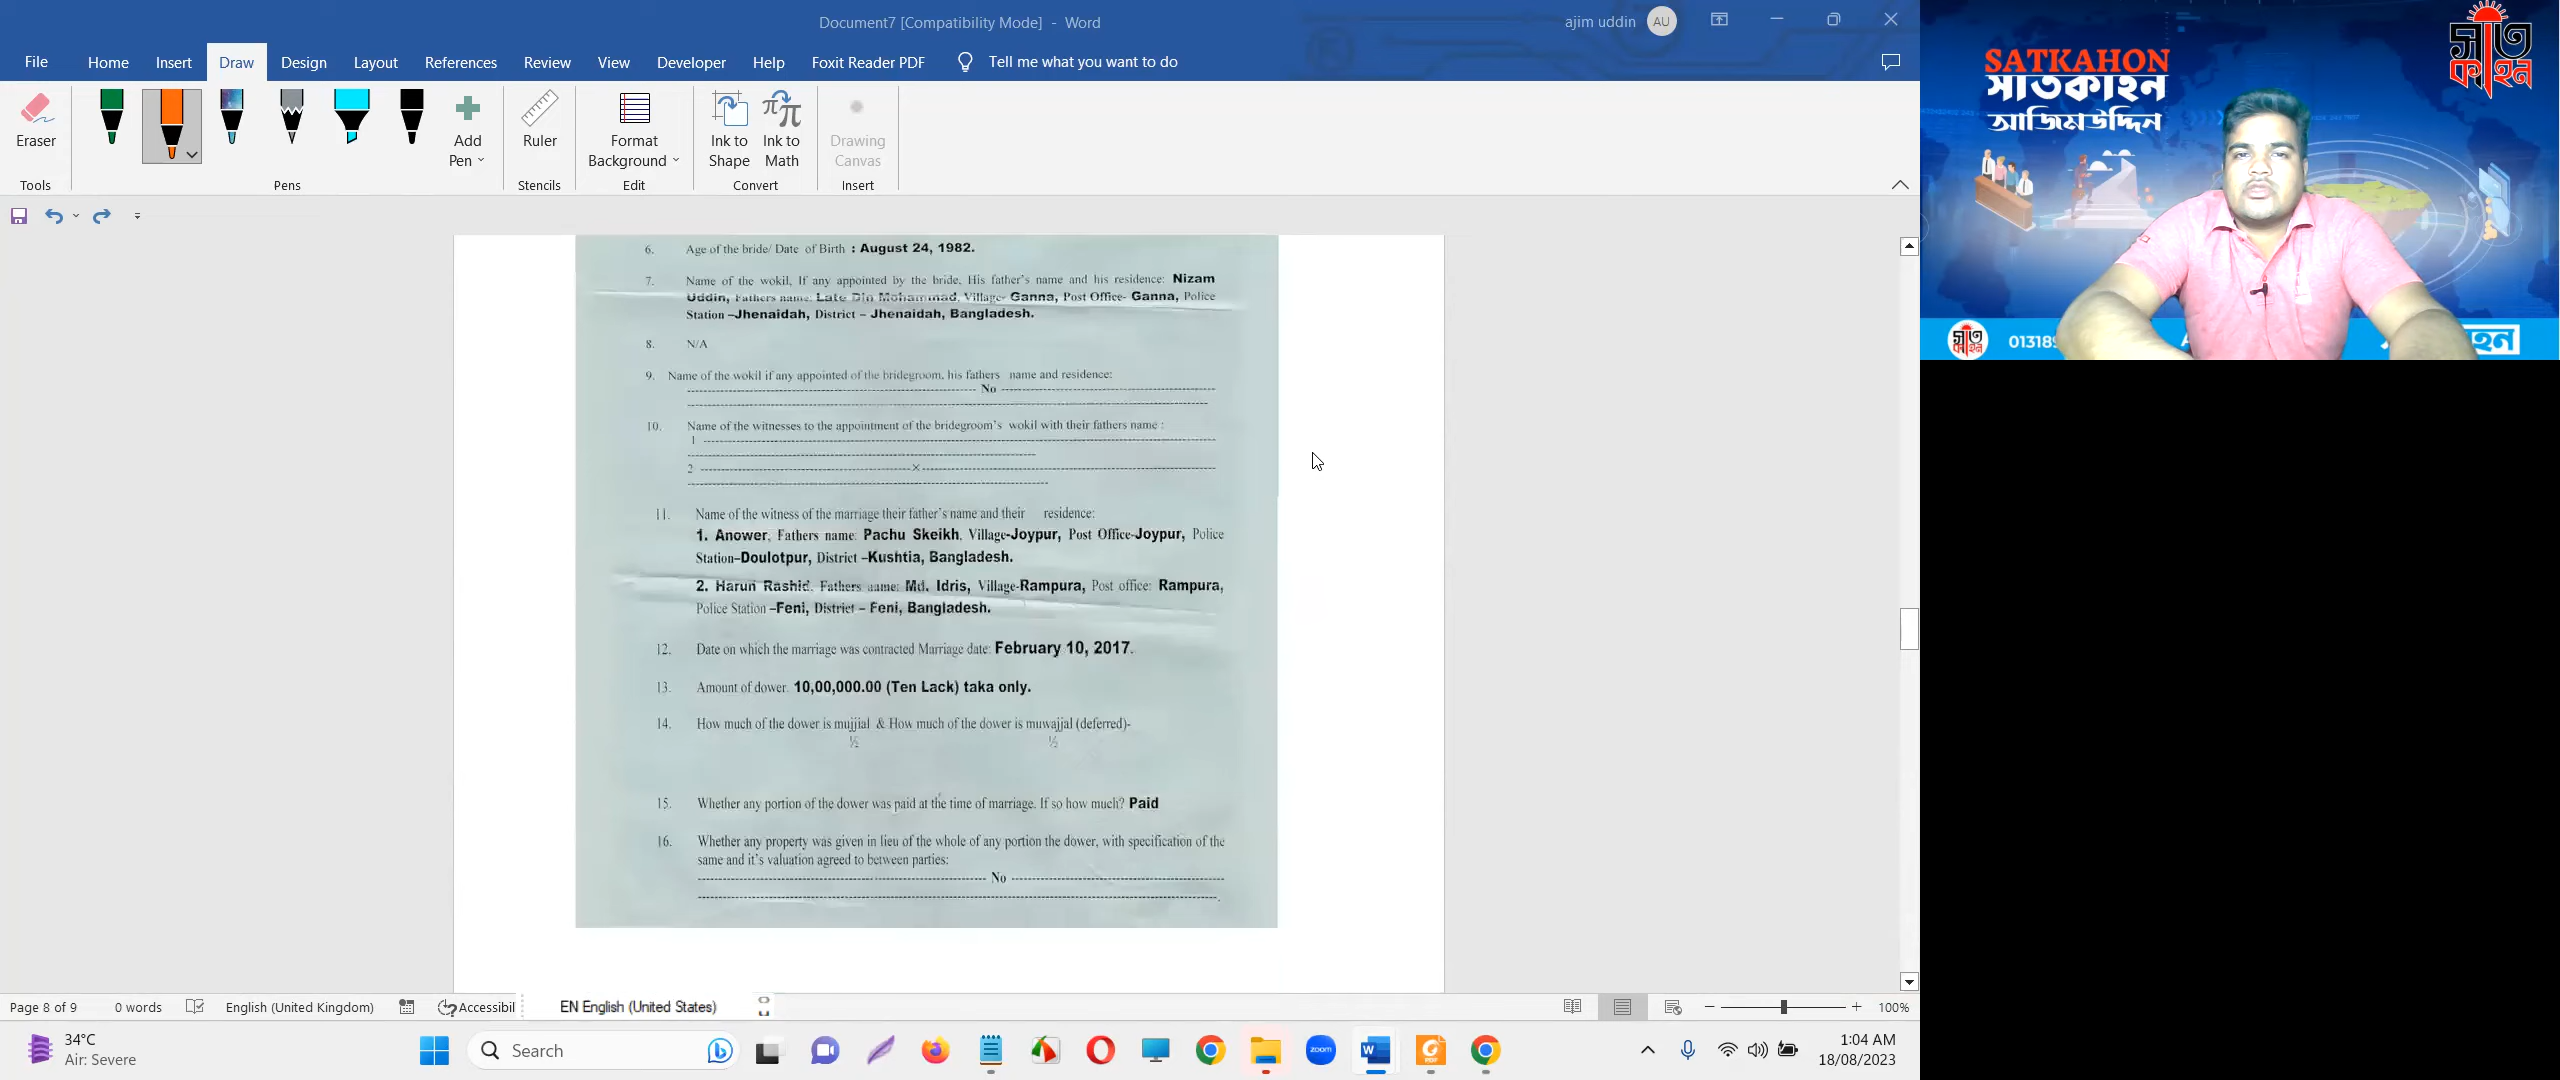 Document7 [Compatibility Mode] - Word
ajim uddin AU
File Home Insert Draw Design Layout References Review View Developer Help Foxit Reader PDF Tell me what you want to do
Eraser
Add Pen
Ruler
Format Background
Ink to Shape
Ink to Math
Drawing Canvas
Tools Pens Stencils Edit Convert Insert
6. Age of the bride/ Date of Birth : August 24, 1982.
7. Name of the wokil, If any appointed by the bride, His father's name and his residence: Nizam
Uddin, Fathers name: Late Din Mohammad, Village- Ganna, Post Office- Ganna, Police
Station –Jhenaidah, District – Jhenaidah, Bangladesh.
8. N/A
9. Name of the wokil if any appointed of the bridegroom, his fathers name and residence:
No
10. Name of the witnesses to the appointment of the bridegroom's wokil with their fathers name :
1
2 ×
11. Name of the witness of the marriage their father's name and their residence:
1. Anower, Fathers name: Pachu Skeikh, Village-Joypur, Post Office-Joypur, Police
Station–Doulotpur, District –Kushtia, Bangladesh.
2. Harun Rashid, Fathers name: Md. Idris, Village-Rampura, Post office: Rampura,
Police Station –Feni, District – Feni, Bangladesh.
12. Date on which the marriage was contracted Marriage date: February 10, 2017.
13. Amount of dower. 10,00,000.00 (Ten Lack) taka only.
14. How much of the dower is mujjial & How much of the dower is muwajjal (deferred)-
½ ½
15. Whether any portion of the dower was paid at the time of marriage. If so how much? Paid
16. Whether any property was given in lieu of the whole of any portion the dower, with specification of the
same and it's valuation agreed to between parties:
No
Page 8 of 9 0 words English (United Kingdom) Accessibil EN English (United States) 100%
34°C
Air: Severe
Search
zoom
1:04 AM
18/08/2023
SATKAHON
সাতকাহন
আজিমউদ্দিন
সাতকাহন
সাতকাহন
01318
হন